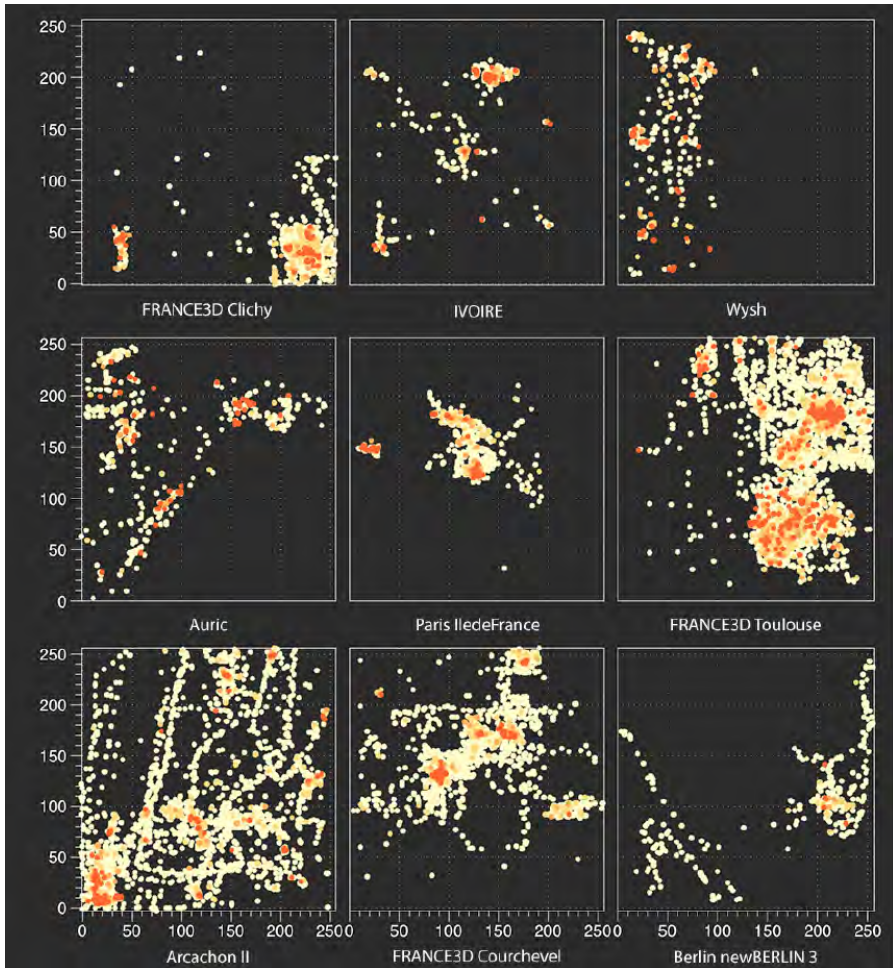 250
200
150
100
50
0
FRANCE3D Clichy
IVOIRE
Wysh
250
200
150
100
50
0
Auric
Paris IledeFrance
FRANCE3D Toulouse
250
200
150
100
50
0
0 50 100 150 200 250
0 50 100 150 200 250
0 50 100 150 200 250
Arcachon II
FRANCE3D Courchevel
Berlin newBERLIN 3